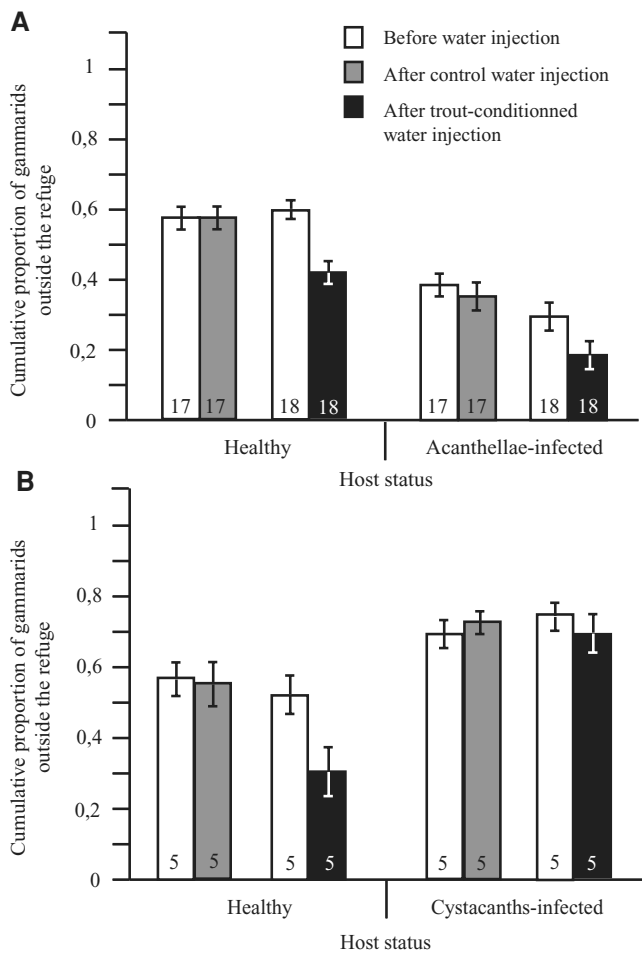 A
Before water injection
After control water injection
After trout-conditionned
water injection
Cumulative proportion of gammarids
outside the refuge
1
0,8
0,6
0,4
0,2
0
17 17 18 18 17 17 18 18
Healthy Acanthellae-infected
Host status
B
Cumulative proportion of gammarids
outside the refuge
1
0,8
0,6
0,4
0,2
0
5 5 5 5 5 5 5 5
Healthy Cystacanths-infected
Host status